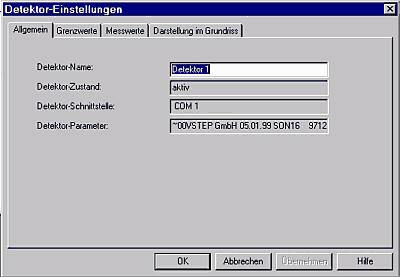 Detektor-Einstellungen
Allgemein Grenzwerte Messwerte Darstellung im Grundriss
Detektor-Name: Detektor 1
Detektor-Zustand: aktiv
Detektor-Schnittstelle: COM 1
Detektor-Parameter: ~00VSTEP GmbH 05.01.99 SON16 9712
OK Abbrechen Übernehmen Hilfe